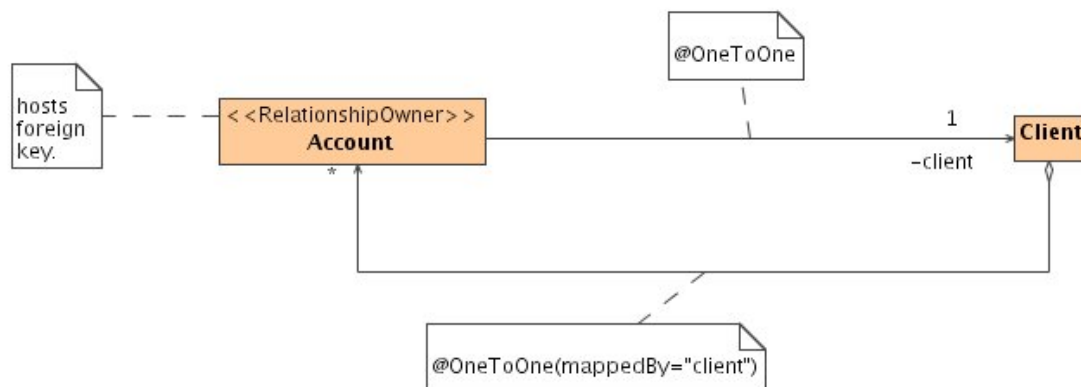 @OneToOne
hosts
foreign
key.
<<RelationshipOwner>>
Account
*
1
-client
Client
@OneToOne(mappedBy="client")